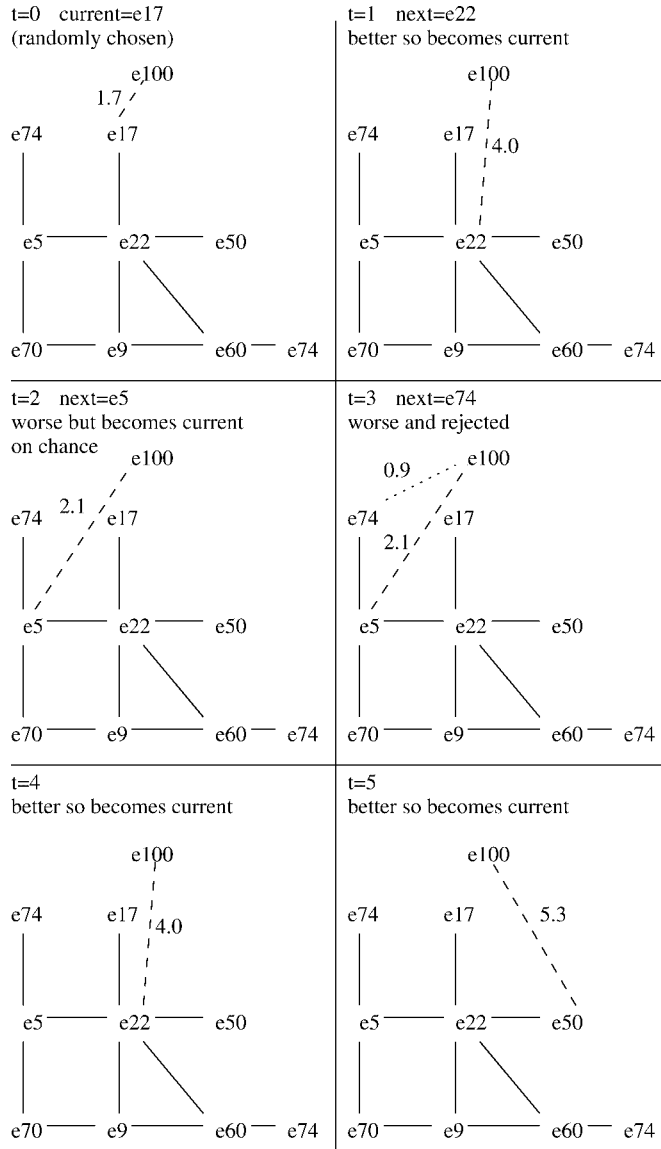 t=0 current=e17
(randomly chosen)
e100
1.7
e74 e17
e5 e22 e50
e70 e9 e60 e74
t=1 next=e22
better so becomes current
e100
e74 e17
4.0
e5 e22 e50
e70 e9 e60 e74
t=2 next=e5
worse but becomes current
on chance
e100
2.1
e74 e17
e5 e22 e50
e70 e9 e60 e74
t=3 next=e74
worse and rejected
e100
0.9
e74 e17
2.1
e5 e22 e50
e70 e9 e60 e74
t=4
better so becomes current
e100
e74 e17
4.0
e5 e22 e50
e70 e9 e60 e74
t=5
better so becomes current
e100
e74 e17 5.3
e5 e22 e50
e70 e9 e60 e74